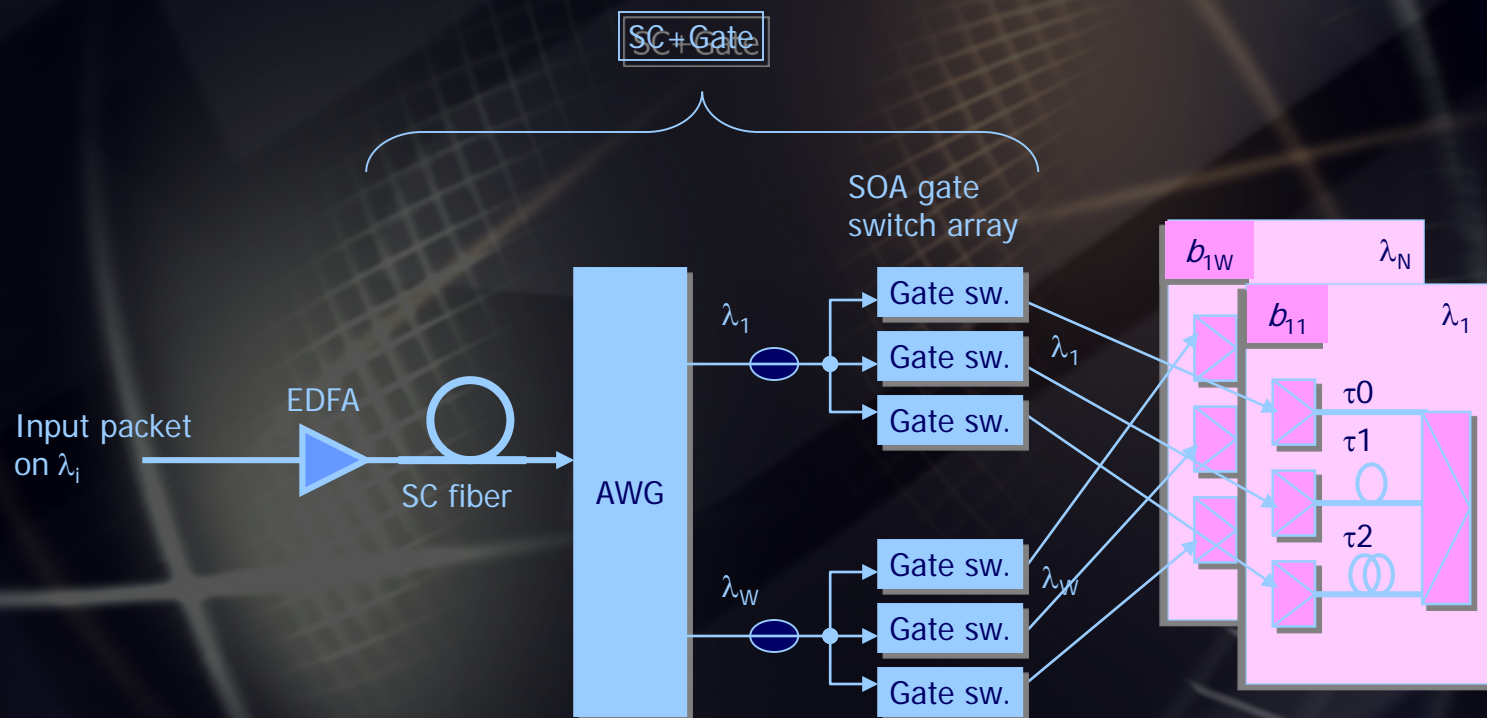 SC+Gate
SOA gate
switch array
Input packet
on λi
EDFA
SC fiber
AWG
λ1
Gate sw.
Gate sw.
Gate sw.
λ1
λW
Gate sw.
Gate sw.
Gate sw.
λW
b1W
λN
b11
λ1
τ0
τ1
τ2